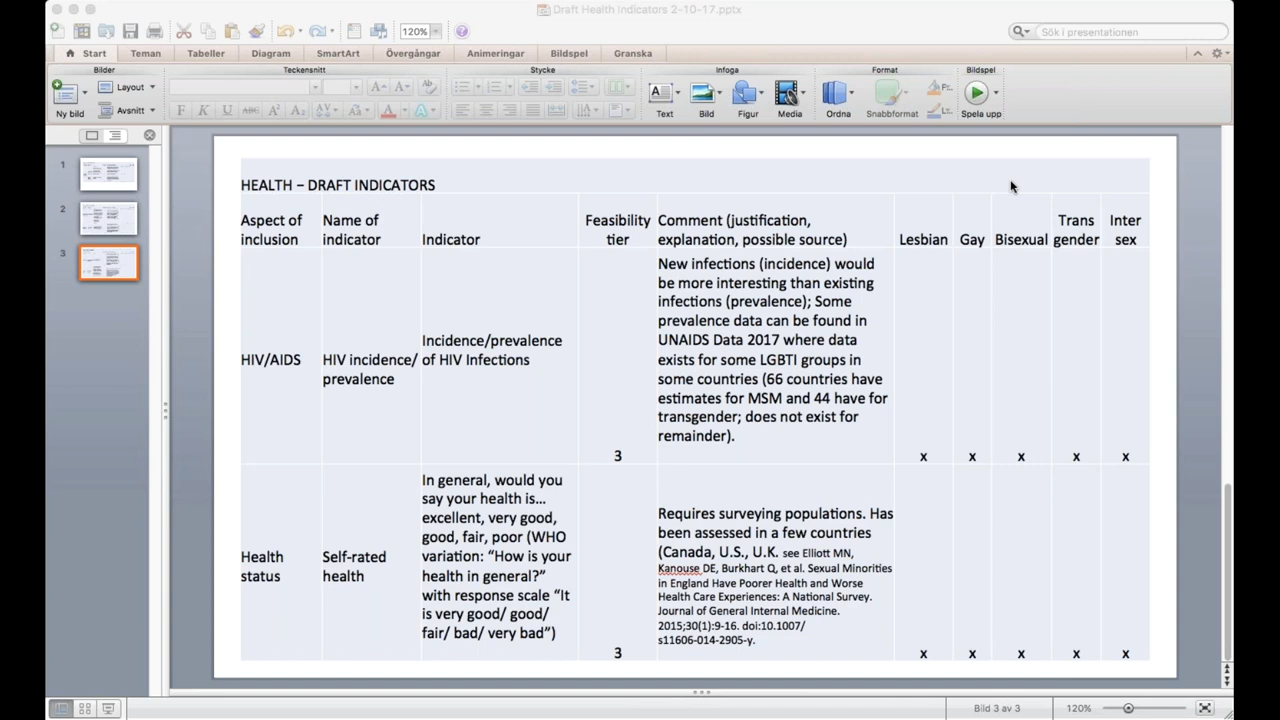 Draft Health Indicators 2-10-17.pptx
120%
Sök i presentationen
Start Teman Tabeller Diagram SmartArt Övergångar Animeringar Bildspel Granska
Bilder Teckensnitt Stycke Infoga Format Bildspel
Layout
Avsnitt
Ny bild
F K U ABC A A
Text Bild Figur Media Ordna Snabbformat Spela upp
1
2
3
HEALTH – DRAFT INDICATORS
Aspect of inclusion
Name of indicator
Indicator
Feasibility tier
Comment (justification, explanation, possible source)
Lesbian
Gay
Bisexual
Trans gender
Inter sex
HIV/AIDS
HIV incidence/
prevalence
Incidence/prevalence
of HIV Infections
3
New infections (incidence) would
be more interesting than existing
infections (prevalence); Some
prevalence data can be found in
UNAIDS Data 2017 where data
exists for some LGBTI groups in
some countries (66 countries have
estimates for MSM and 44 have for
transgender; does not exist for
remainder).
x x x x x
Health
status
Self-rated
health
In general, would you
say your health is…
excellent, very good,
good, fair, poor (WHO
variation: “How is your
health in general?”
with response scale “It
is very good/ good/
fair/ bad/ very bad”)
3
Requires surveying populations. Has
been assessed in a few countries
(Canada, U.S., U.K. see Elliott MN,
Kanouse DE, Burkhart Q, et al. Sexual Minorities
in England Have Poorer Health and Worse
Health Care Experiences: A National Survey.
Journal of General Internal Medicine.
2015;30(1):9-16. doi:10.1007/
s11606-014-2905-y.
x x x x x
Bild 3 av 3
120%